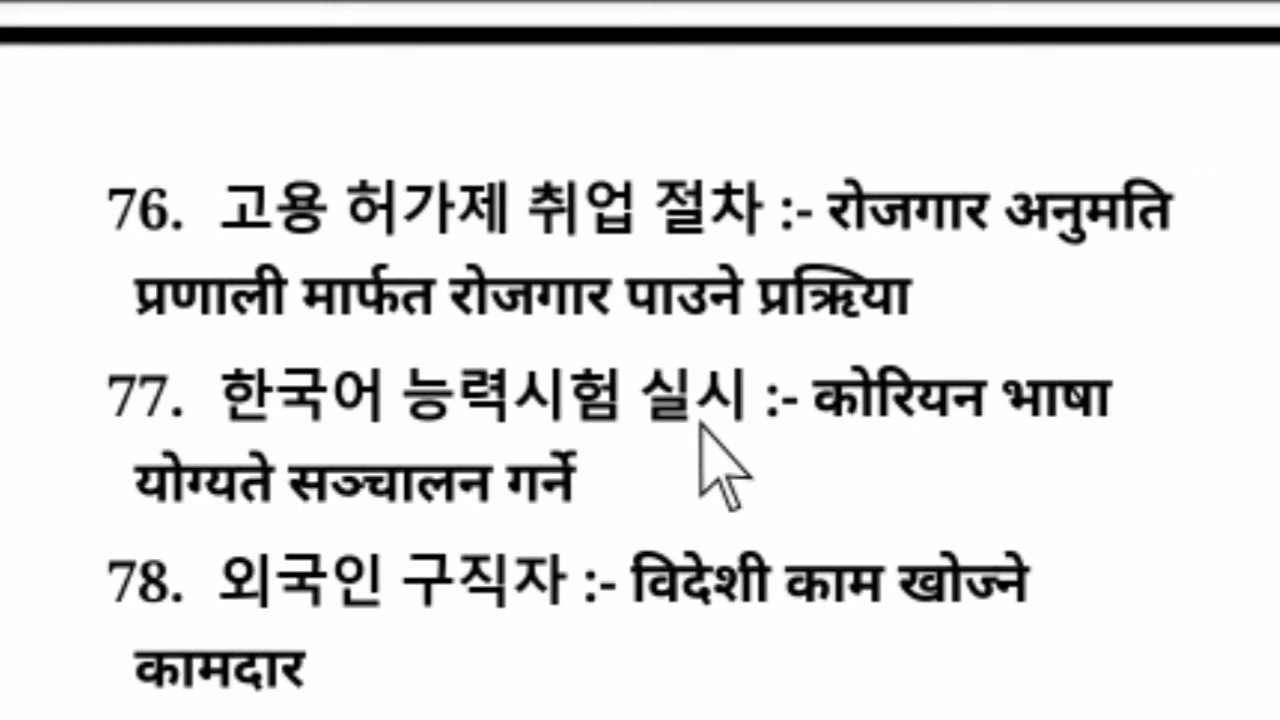 76. 고용 허가제 취업 절차 :- रोजगार अनुमति
प्रणाली मार्फत रोजगार पाउने प्रऋिया
77. 한국어 능력시험 실시 :- कोरियन भाषा
योग्यते सञ्चालन गर्ने
78. 외국인 구직자 :- विदेशी काम खोज्ने
कामदार